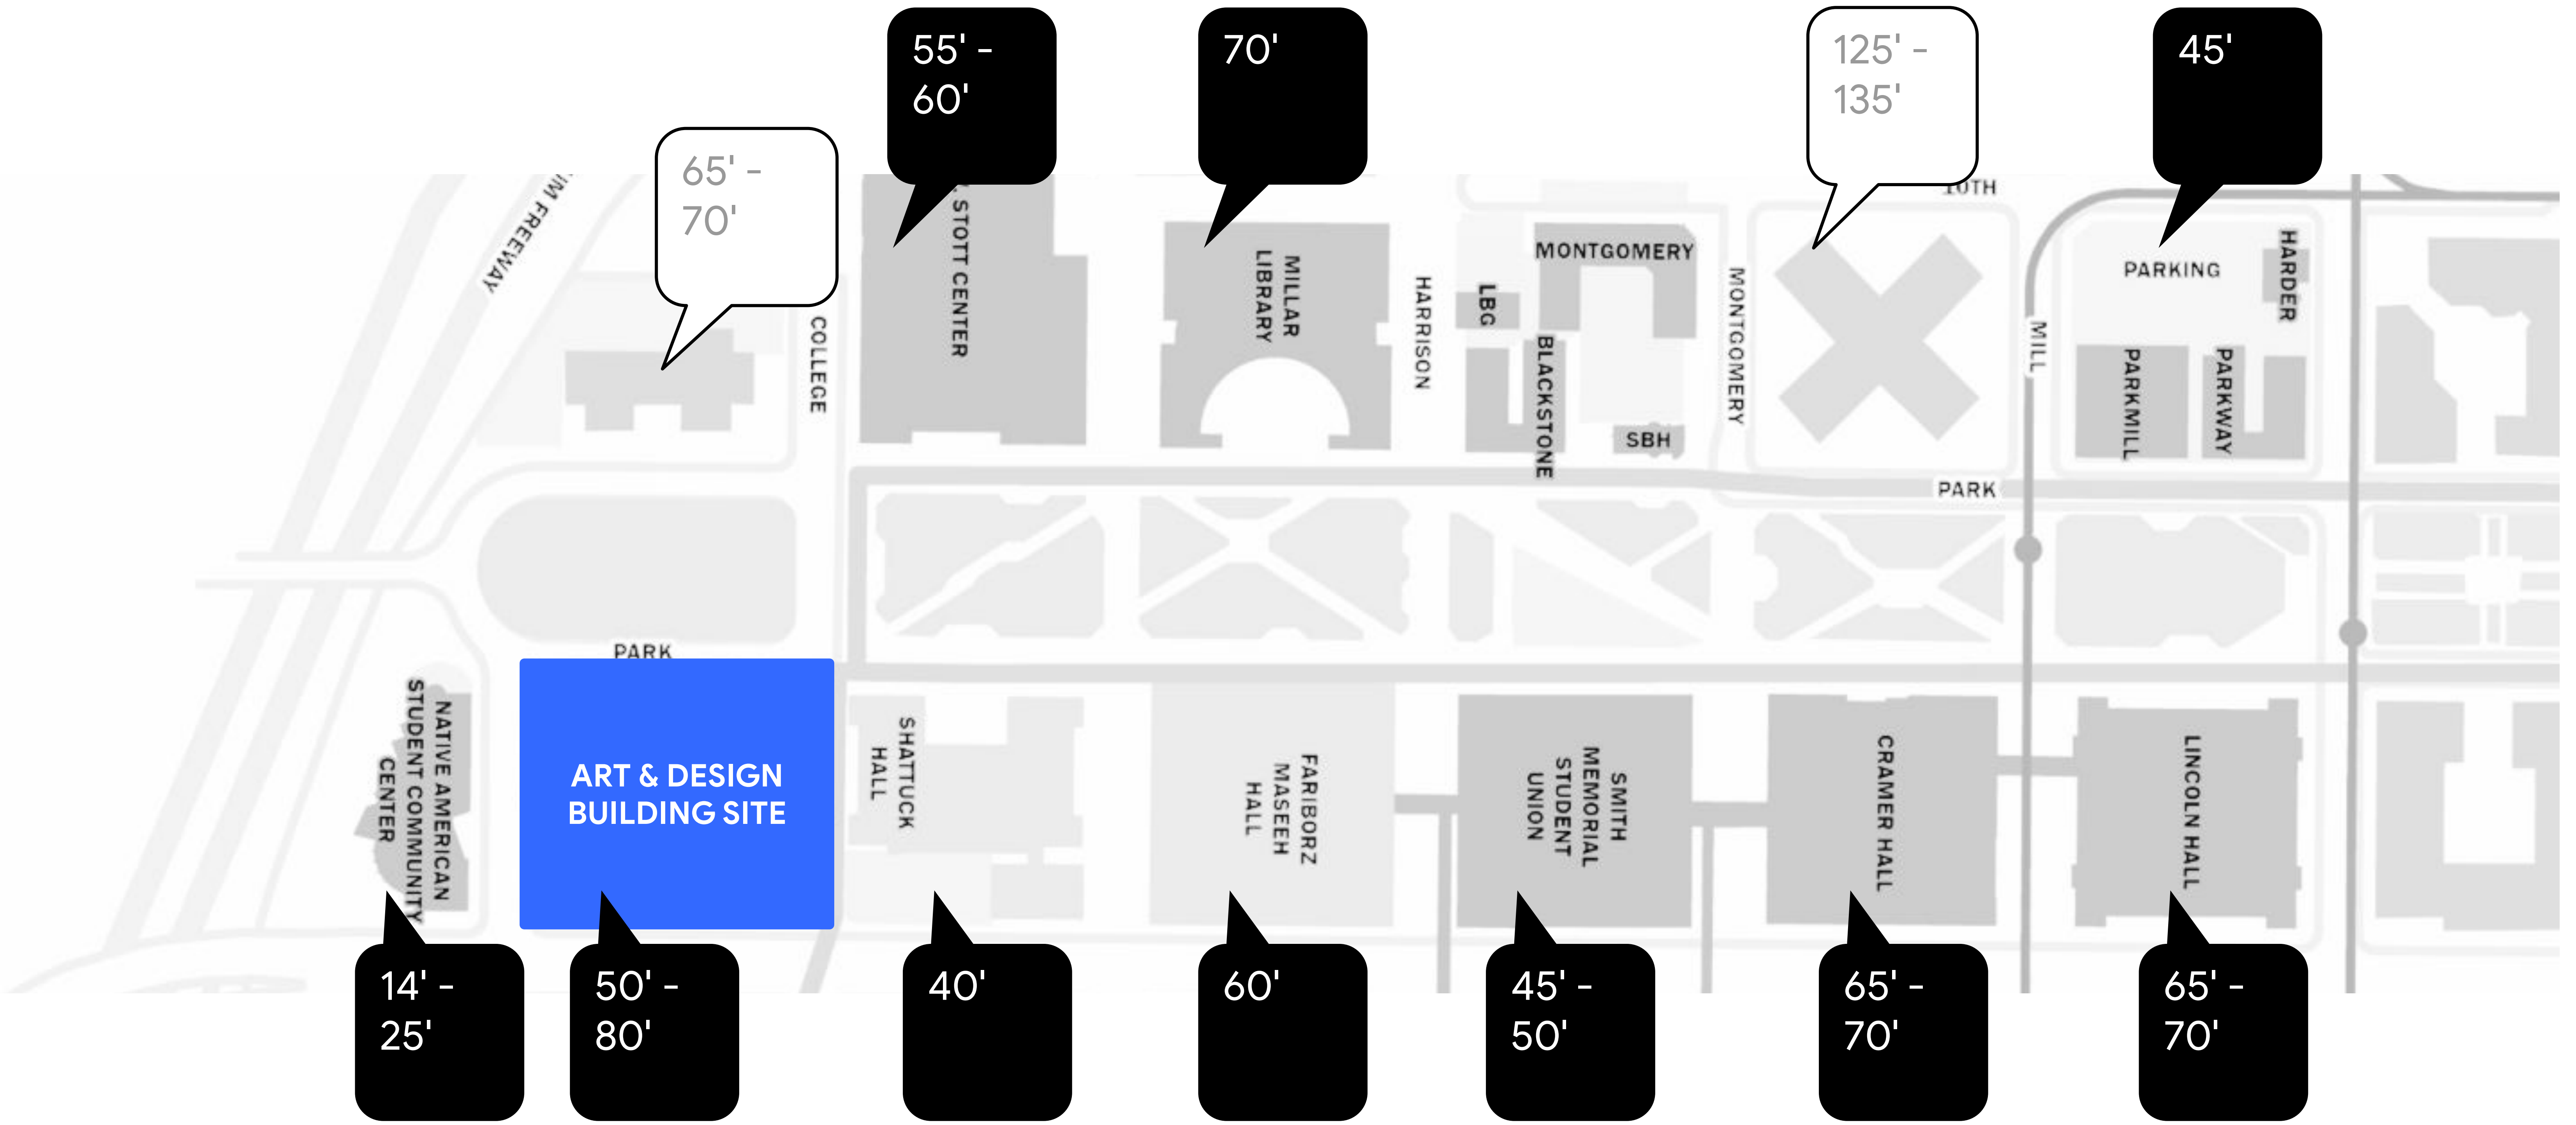 55' -
60'
70'
125' -
135'
45'
65' -
70'
10TH
FREEWAY
COLLEGE
STOTT CENTER
MILLAR
LIBRARY
HARRISON
LBG
MONTGOMERY
BLACKSTONE
SBH
MONTGOMERY
MILL
PARKING
HARDER
PARKMILL
PARKWAY
PARK
PARK
NATIVE AMERICAN
STUDENT COMMUNITY
CENTER
ART & DESIGN
BUILDING SITE
SHATTUCK
HALL
FARIBORZ
MASEEH
HALL
SMITH
MEMORIAL
STUDENT
UNION
CRAMER HALL
LINCOLN HALL
14' -
25'
50' -
80'
40'
60'
45' -
50'
65' -
70'
65' -
70'